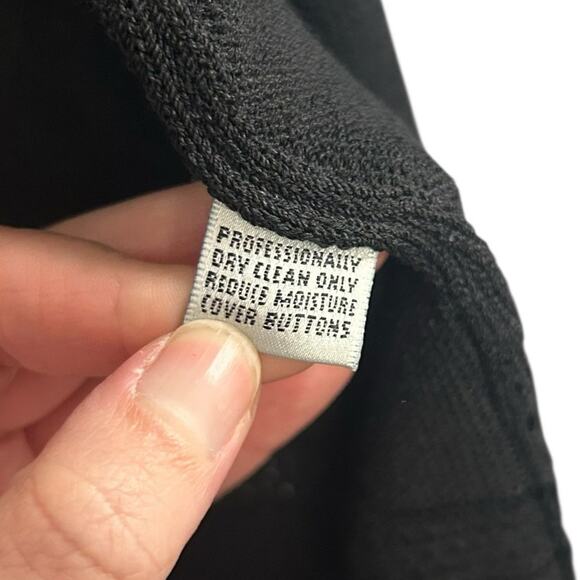 PROFESSIONALLY
DRY CLEAN ONLY
REDUCE MOISTURE
COVER BUTTONS